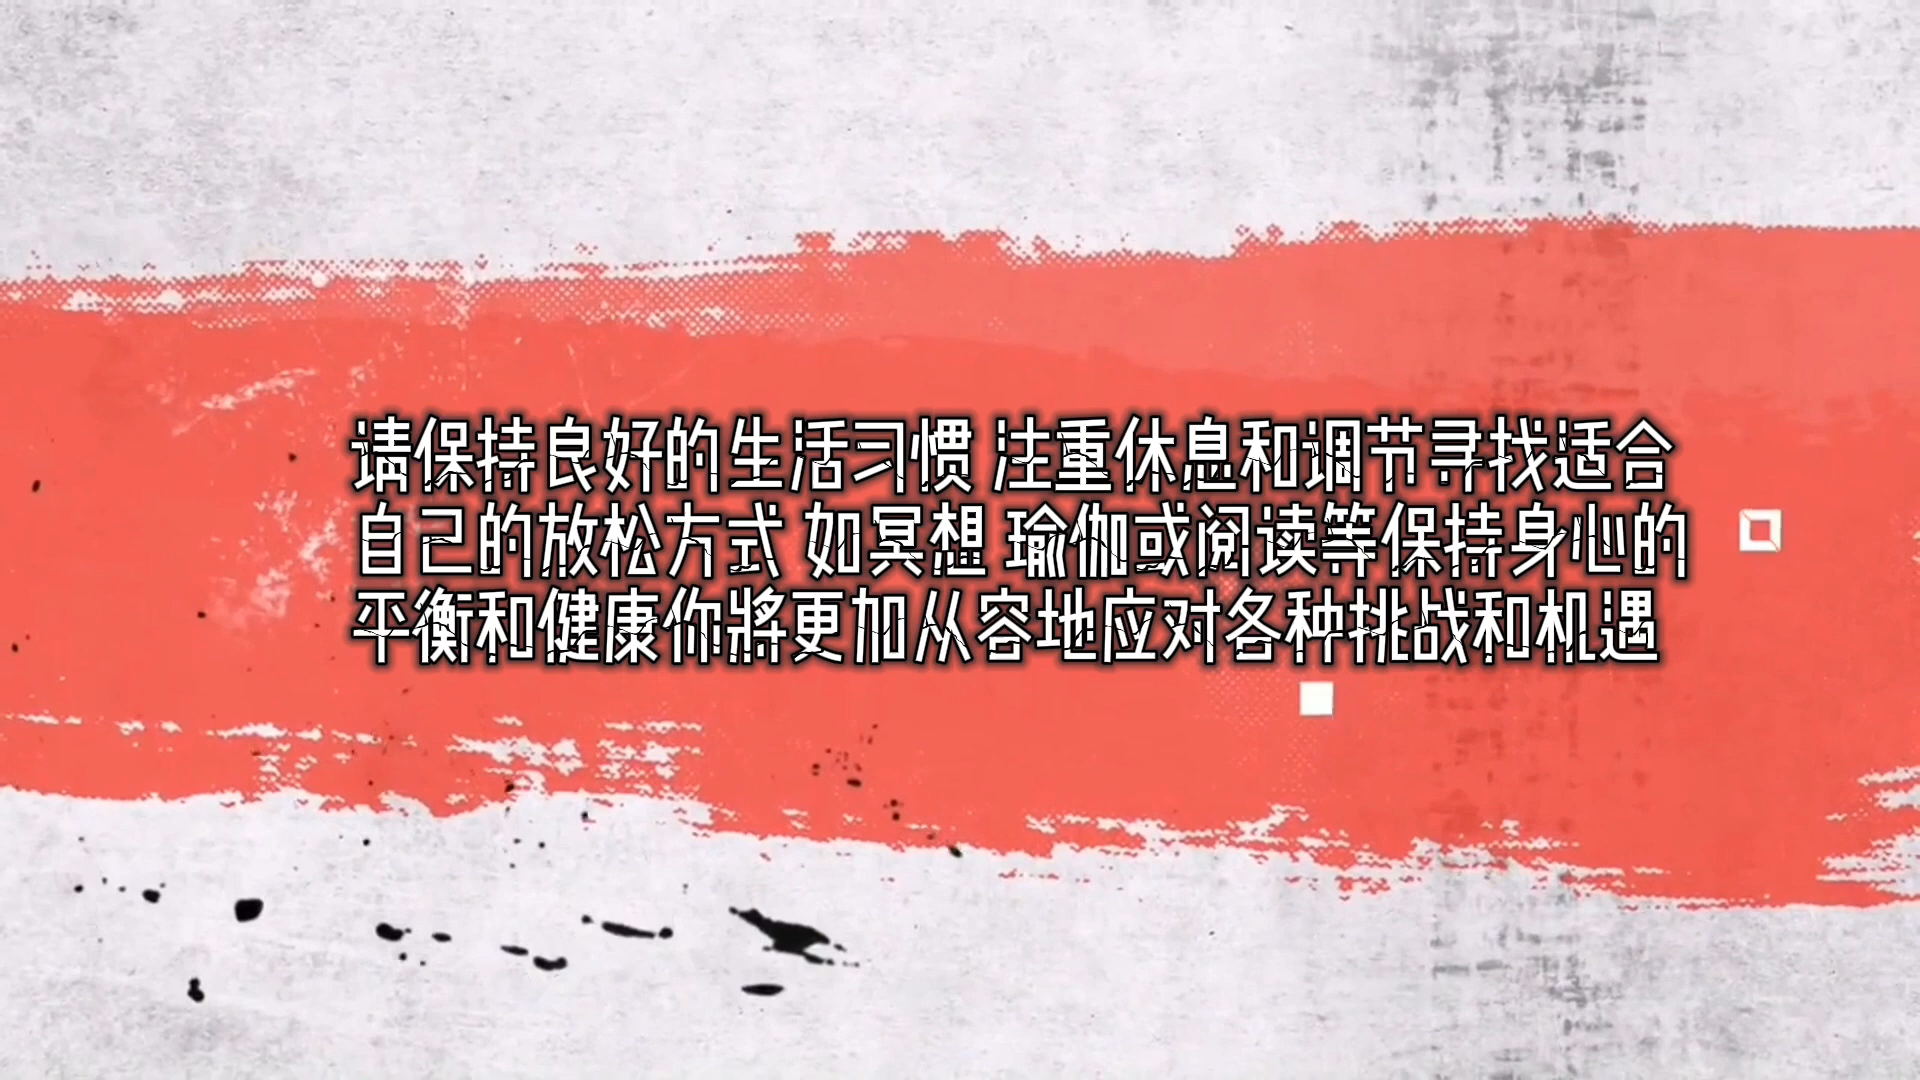 请保持良好的生活习惯 注重休息和调节寻找适合
自己的放松方式 如冥想 瑜伽或阅读等保持身心的
平衡和健康你將更加从容地应对各种挑战和机遇